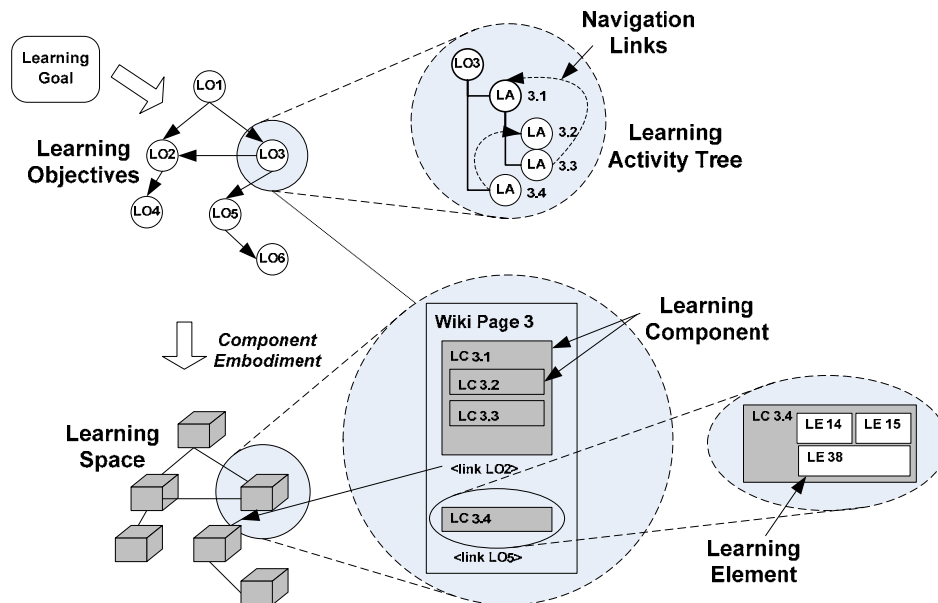 Learning
Goal
LO1
LO2
LO3
LO4
LO5
LO6
Learning
Objectives
Navigation
Links
LO3
LA 3.1
LA 3.2
LA 3.3
LA 3.4
Learning
Activity Tree
Component
Embodiment
Learning
Space
Wiki Page 3
LC 3.1
LC 3.2
LC 3.3
<link LO2>
LC 3.4
<link LO5>
Learning
Component
LC 3.4
LE 14
LE 15
LE 38
Learning
Element